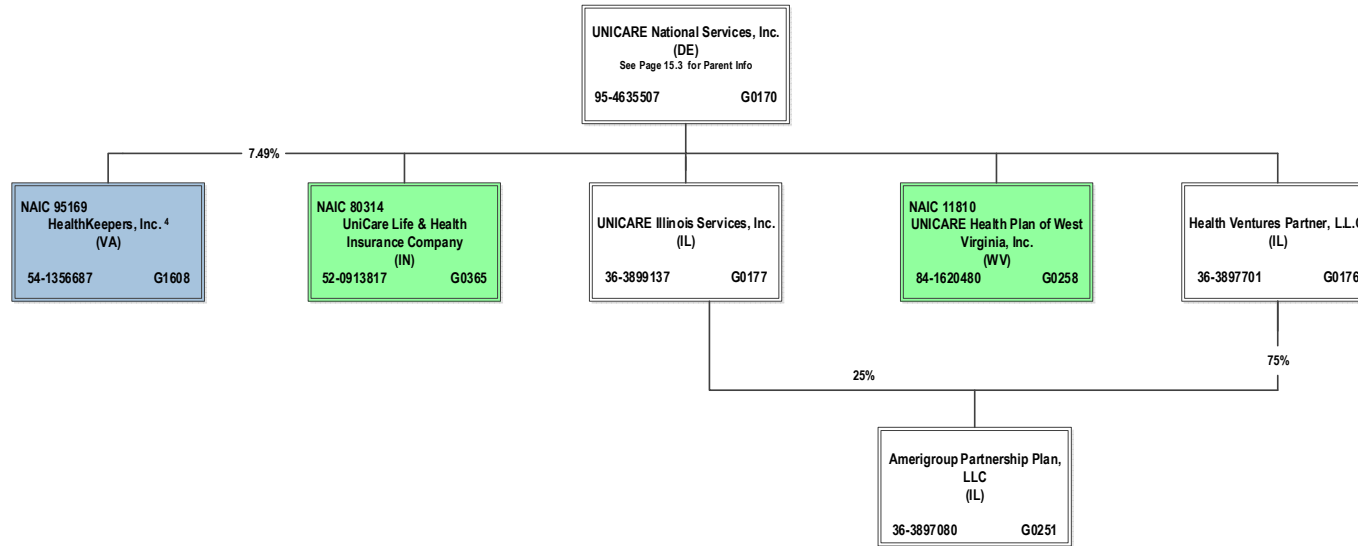 UNICARE National Services, Inc.
(DE)
See Page 15.3 for Parent Info
95-4635507 G0170
7.49%
NAIC 95169
HealthKeepers, Inc. 4
(VA)
54-1356687 G1608
NAIC 80314
UniCare Life & Health
Insurance Company
(IN)
52-0913817 G0365
UNICARE Illinois Services, Inc.
(IL)
36-3899137 G0177
NAIC 11810
UNICARE Health Plan of West
Virginia, Inc.
(WV)
84-1620480 G0258
Health Ventures Partner, L.L.C
(IL)
36-3897701 G0176
25%
75%
Amerigroup Partnership Plan,
LLC
(IL)
36-3897080 G0251